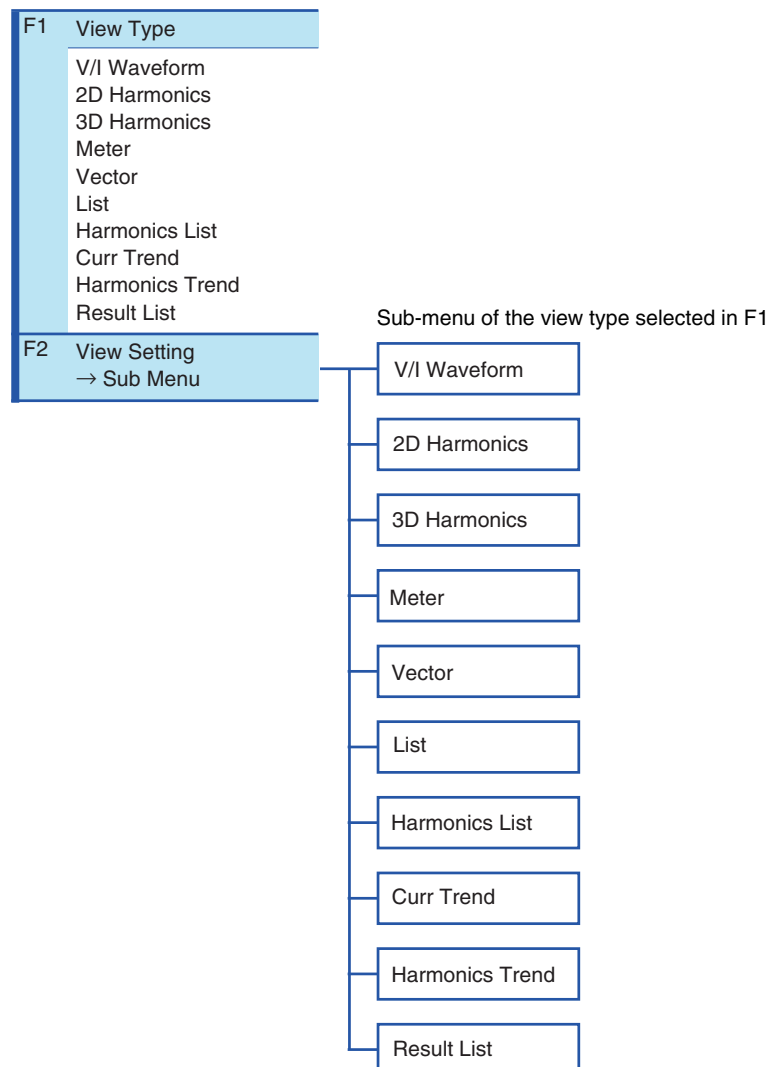 F1 View Type
V/I Waveform
2D Harmonics
3D Harmonics
Meter
Vector
List
Harmonics List
Curr Trend
Harmonics Trend
Result List
F2 View Setting
→ Sub Menu
Sub-menu of the view type selected in F1
V/I Waveform
2D Harmonics
3D Harmonics
Meter
Vector
List
Harmonics List
Curr Trend
Harmonics Trend
Result List